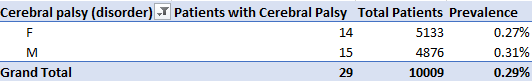 Cerebral palsy (disorder) Patients with Cerebral Palsy Total Patients Prevalence
F 14 5133 0.27%
M 15 4876 0.31%
Grand Total 29 10009 0.29%